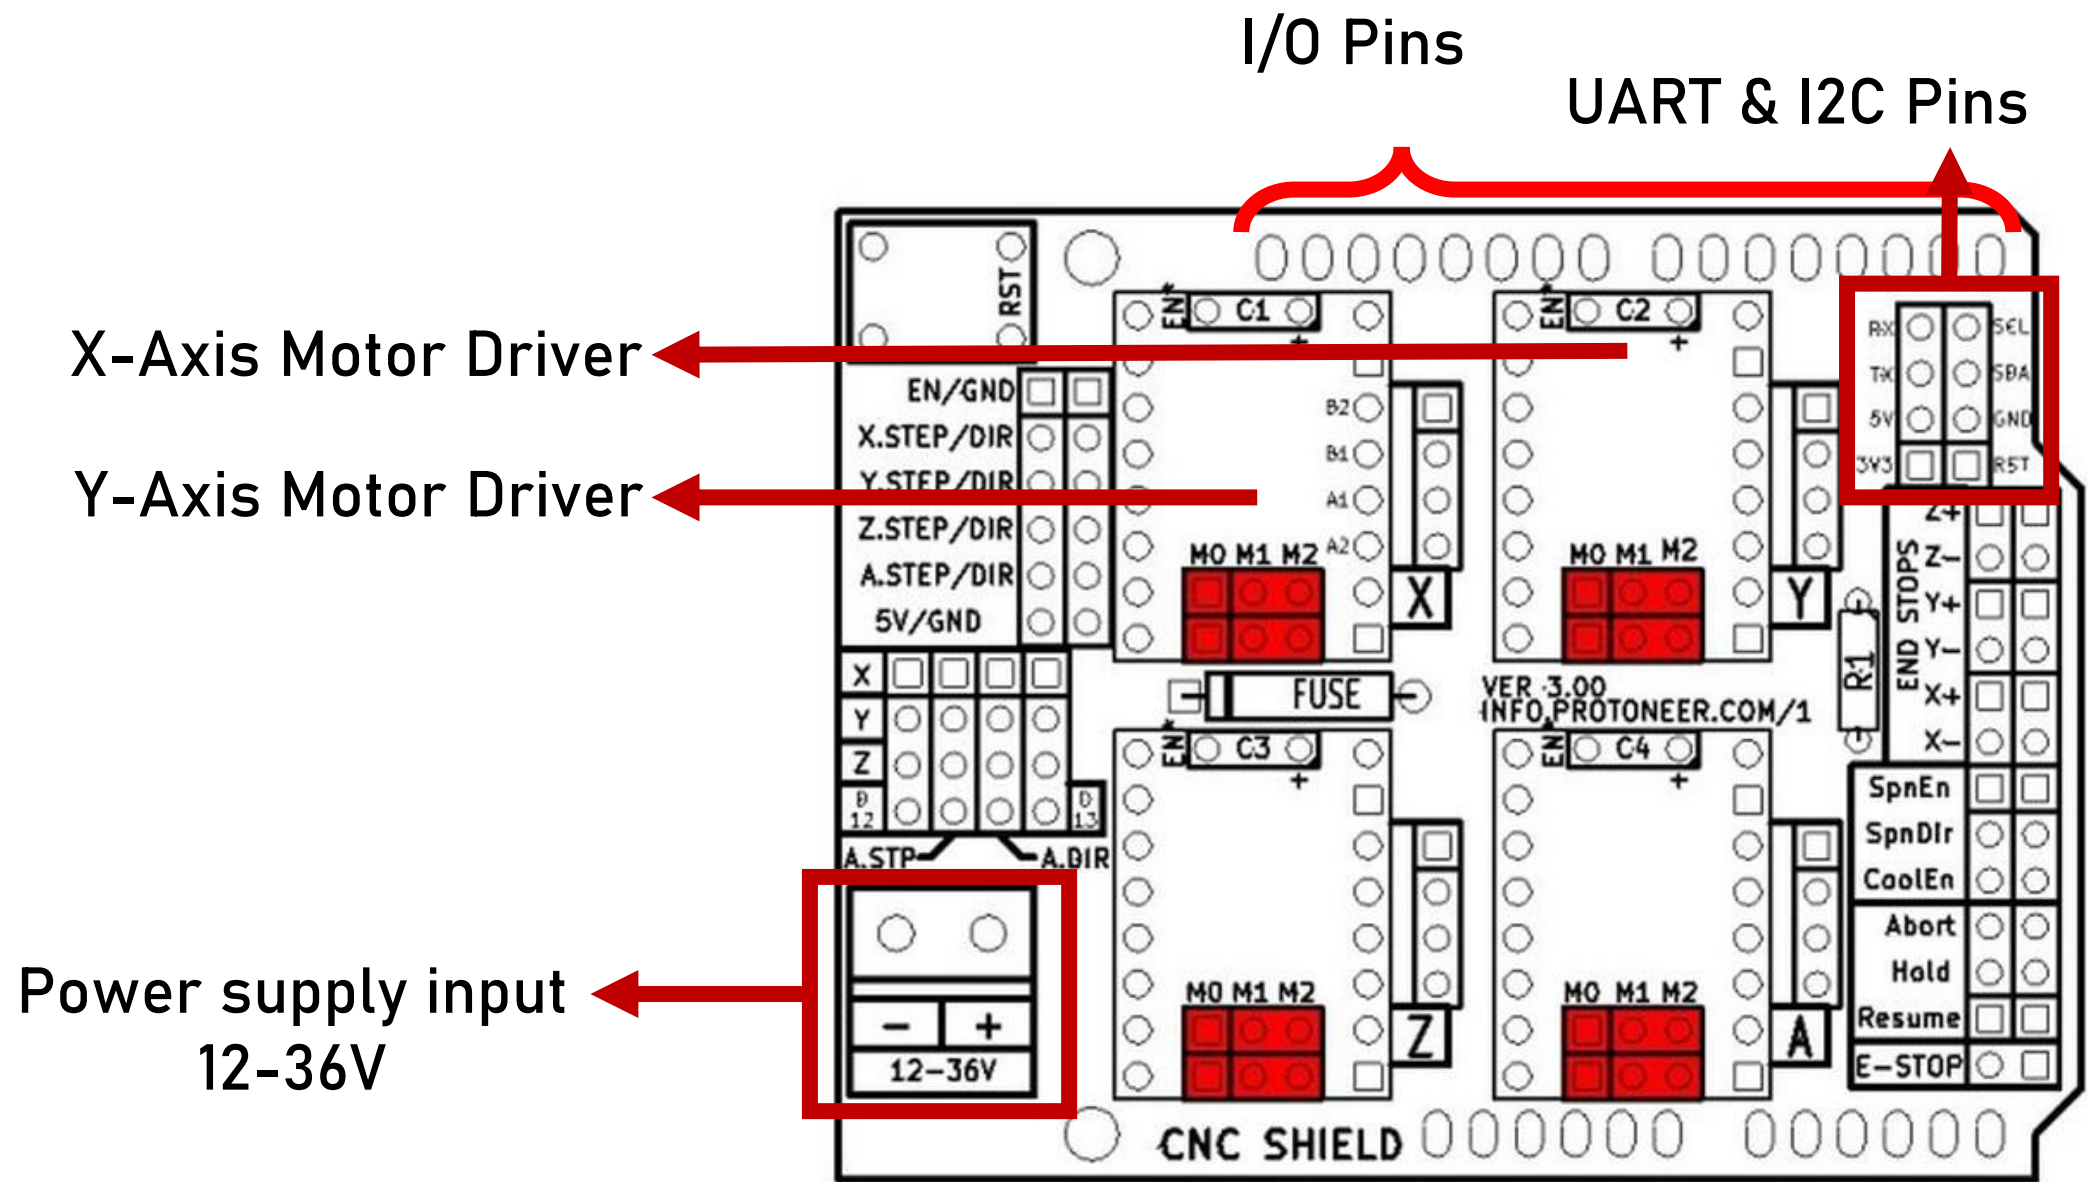 I/O Pins
UART & I2C Pins
X-Axis Motor Driver
Y-Axis Motor Driver
Power supply input
12-36V
RST
EN/GND
X.STEP/DIR
Y.STEP/DIR
Z.STEP/DIR
A.STEP/DIR
5V/GND
X
Y
Z
D
12
D
13
A.STP
A.DIR
- +
12-36V
EN*
C1
+
B2
B1
A1
A2
M0 M1 M2
X
EN*
C2
+
M0 M1 M2
Y
RX SCL
TX SDA
5V GND
3V3 RST
FUSE
VER 3.00
INFO.PROTONEER.COM/1
R1
END STOPS
Z+
Z-
Y+
Y-
X+
X-
EN*
C3
+
M0 M1 M2
Z
EN*
C4
+
M0 M1 M2
A
SpnEn
SpnDir
CoolEn
Abort
Hold
Resume
E-STOP
CNC SHIELD